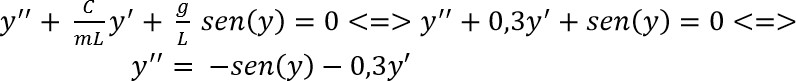 y′′ + C/mL y′ + g/L sen(y) = 0 <=> y′′ + 0,3y′ + sen(y) = 0 <=>
y′′ = −sen(y) − 0,3y′